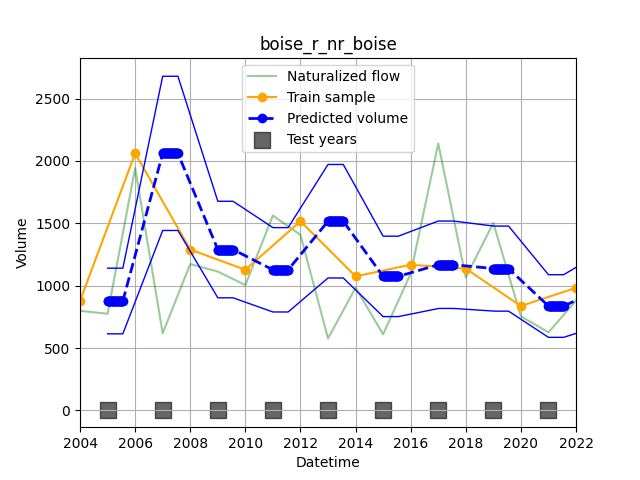 boise_r_nr_boise
Naturalized flow
Train sample
Predicted volume
Test years
Volume
2500
2000
1500
1000
500
0
2004 2006 2008 2010 2012 2014 2016 2018 2020 2022
Datetime